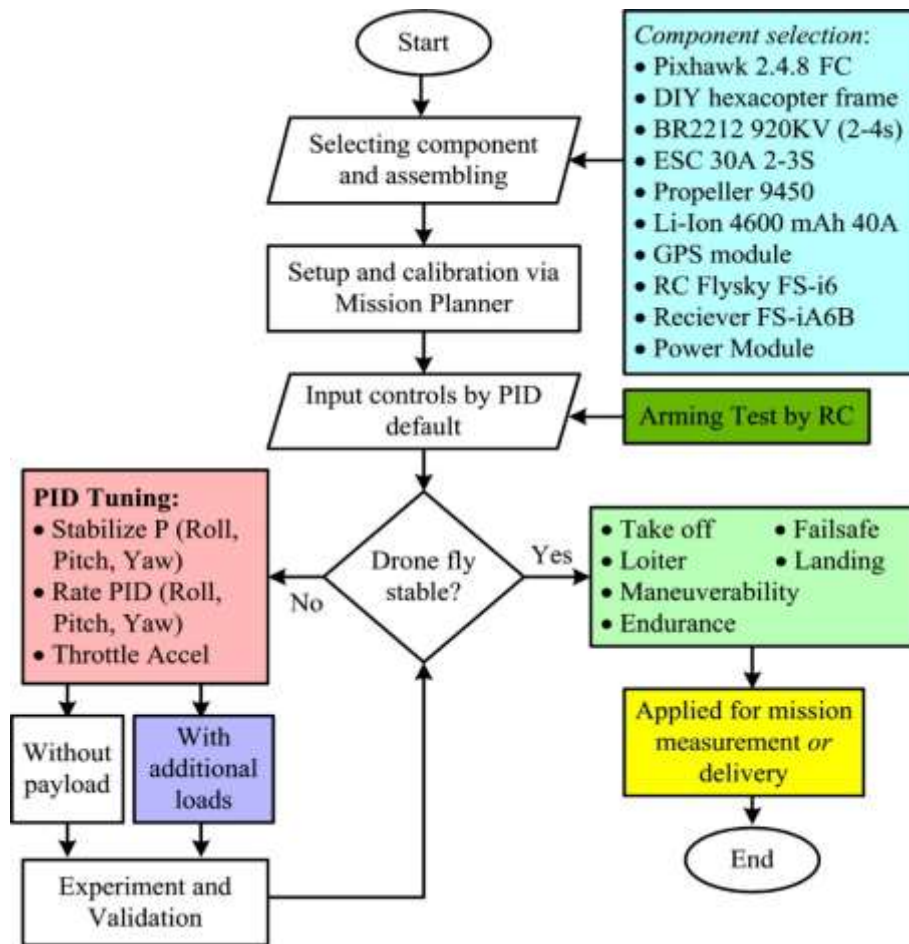 Start
Component selection:
• Pixhawk 2.4.8 FC
• DIY hexacopter frame
• BR2212 920KV (2-4s)
• ESC 30A 2-3S
• Propeller 9450
• Li-Ion 4600 mAh 40A
• GPS module
• RC Flysky FS-i6
• Reciever FS-iA6B
• Power Module
Selecting component
and assembling
Setup and calibration via
Mission Planner
Input controls by PID
default
Arming Test by RC
Drone fly
stable?
No
Yes
PID Tuning:
• Stabilize P (Roll,
Pitch, Yaw)
• Rate PID (Roll,
Pitch, Yaw)
• Throttle Accel
Without
payload
With
additional
loads
Experiment and
Validation
• Take off
• Failsafe
• Loiter
• Landing
• Maneuverability
• Endurance
Applied for mission
measurement or
delivery
End